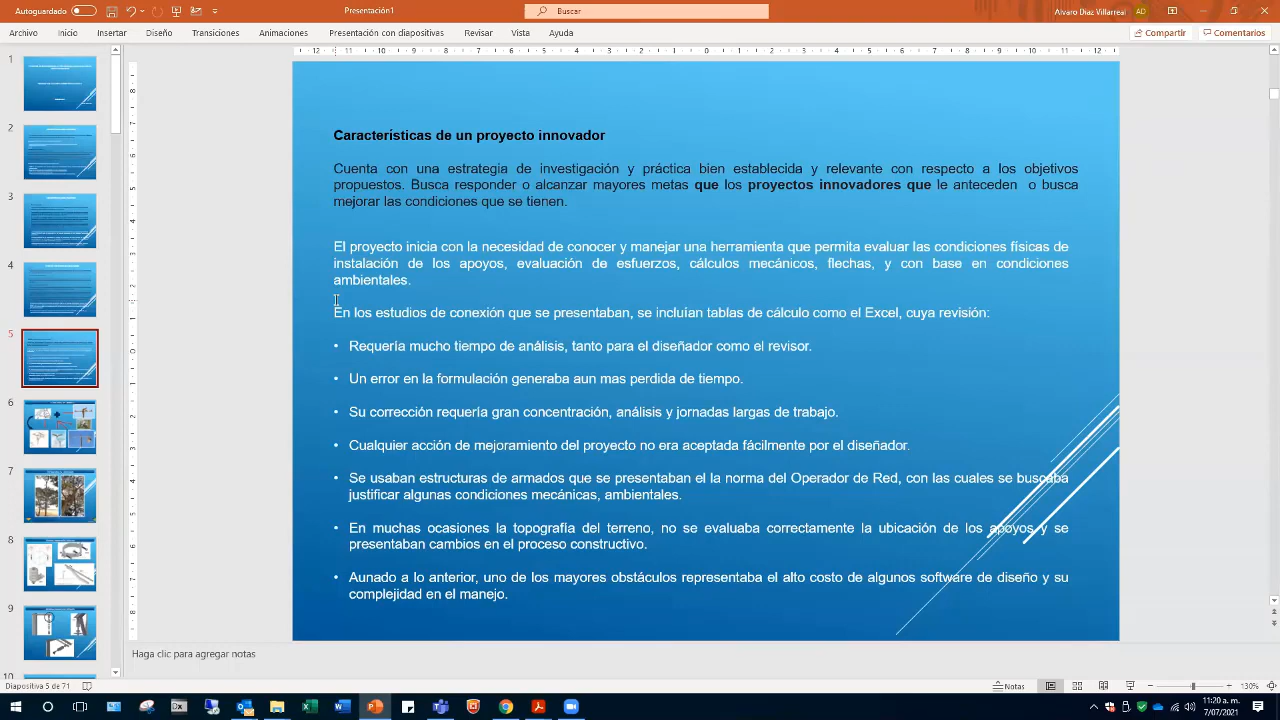 Autoguardado
Diapositiva1
Buscar
Archivo Inicio Insertar Diseño Transiciones Animaciones Presentación con diapositivas Revisar Vista Ayuda
Compartir Comentarios
Características de un proyecto innovador
Cuenta con una estrategia de investigación y práctica bien establecida y relevante con respecto a los objetivos
propuestos. Busca responder o alcanzar mayores metas que los proyectos innovadores que le anteceden o busca
mejorar las condiciones que se tienen.
El proyecto inicia con la necesidad de conocer y manejar una herramienta que permita evaluar las condiciones físicas de
instalación de los apoyos, evaluación de esfuerzos, cálculos mecánicos, flechas, y con base en condiciones
ambientales.
En los estudios de conexión que se presentaban, se incluían tablas de cálculo como el Excel, cuya revisión:
• Requería mucho tiempo de análisis, tanto para el diseñador como el revisor.
• Un error en la formulación generaba aun mas perdida de tiempo.
• Su corrección requería gran concentración, análisis y jornadas largas de trabajo.
• Cualquier acción de mejoramiento del proyecto no era aceptada fácilmente por el diseñador.
• Se usaban estructuras de armados que se presentaban el la norma del Operador de Red, con las cuales se buscaba
justificar algunas condiciones mecánicas, ambientales.
• En muchas ocasiones la topografía del terreno, no se evaluaba correctamente la ubicación de los apoyos y se
presentaban cambios en el proceso constructivo.
• Aunado a lo anterior, uno de los mayores obstáculos representaba el alto costo de algunos software de diseño y su
complejidad en el manejo.
1
2
3
4
5
6
7
8
9
10
Haga clic para agregar notas
Diapositiva 5 de 71
Notas
130%
11:20 a. m.
7/07/2021